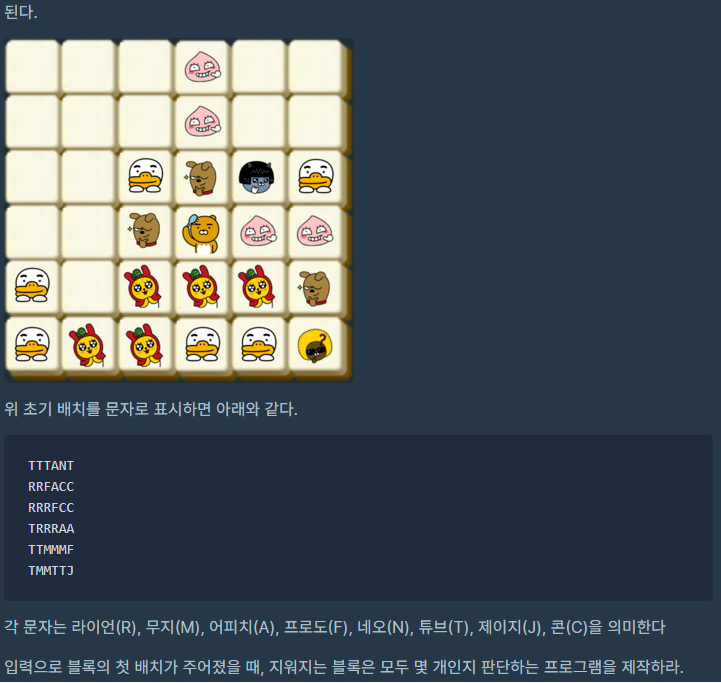 된다.
위 초기 배치를 문자로 표시하면 아래와 같다.
TTTANT
RRFACC
RRRFCC
TRRRAA
TTMMMF
TMMTTJ
각 문자는 라이언(R), 무지(M), 어피치(A), 프로도(F), 네오(N), 튜브(T), 제이지(J), 콘(C)을 의미한다
입력으로 블록의 첫 배치가 주어졌을 때, 지워지는 블록은 모두 몇 개인지 판단하는 프로그램을 제작하라.